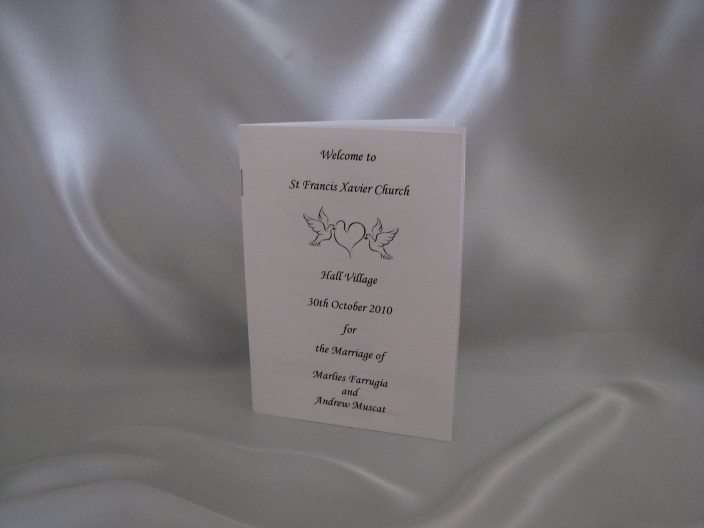 Welcome to
St Francis Xavier Church
Hall Village
30th October 2010
for
the Marriage of
Marlies Farrugia
and
Andrew Muscat